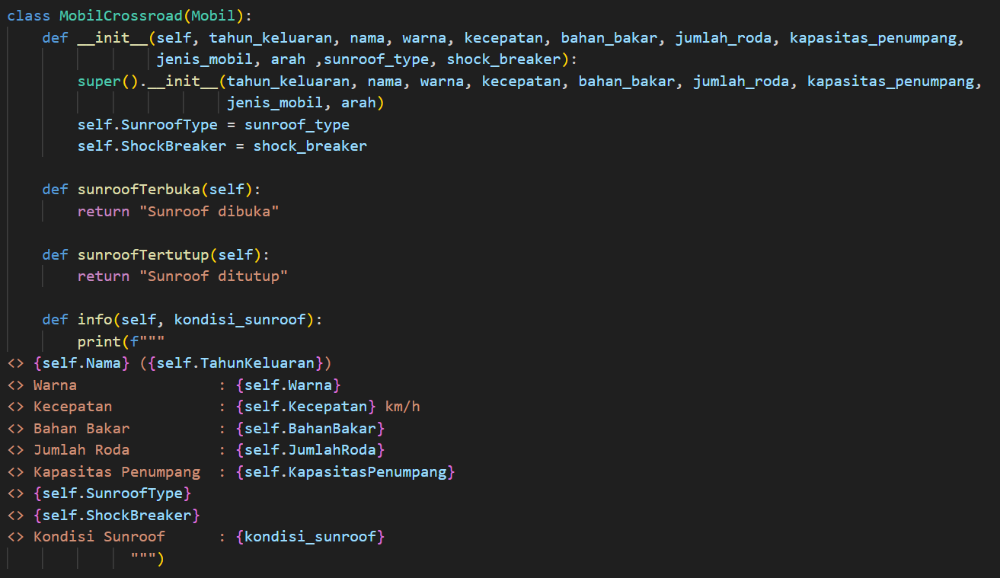 class MobilCrossroad(Mobil):
    def __init__(self, tahun_keluaran, nama, warna, kecepatan, bahan_bakar, jumlah_roda, kapasitas_penumpang,
                 jenis_mobil, arah ,sunroof_type, shock_breaker):
        super().__init__(tahun_keluaran, nama, warna, kecepatan, bahan_bakar, jumlah_roda, kapasitas_penumpang,
                         jenis_mobil, arah)
        self.SunroofType = sunroof_type
        self.ShockBreaker = shock_breaker

    def sunroofTerbuka(self):
        return "Sunroof dibuka"

    def sunroofTertutup(self):
        return "Sunroof ditutup"

    def info(self, kondisi_sunroof):
        print(f"""
<> {self.Nama} ({self.TahunKeluaran})
<> Warna                : {self.Warna}
<> Kecepatan            : {self.Kecepatan} km/h
<> Bahan Bakar          : {self.BahanBakar}
<> Jumlah Roda          : {self.JumlahRoda}
<> Kapasitas Penumpang  : {self.KapasitasPenumpang}
<> {self.SunroofType}
<> {self.ShockBreaker}
<> Kondisi Sunroof      : {kondisi_sunroof}
              """)